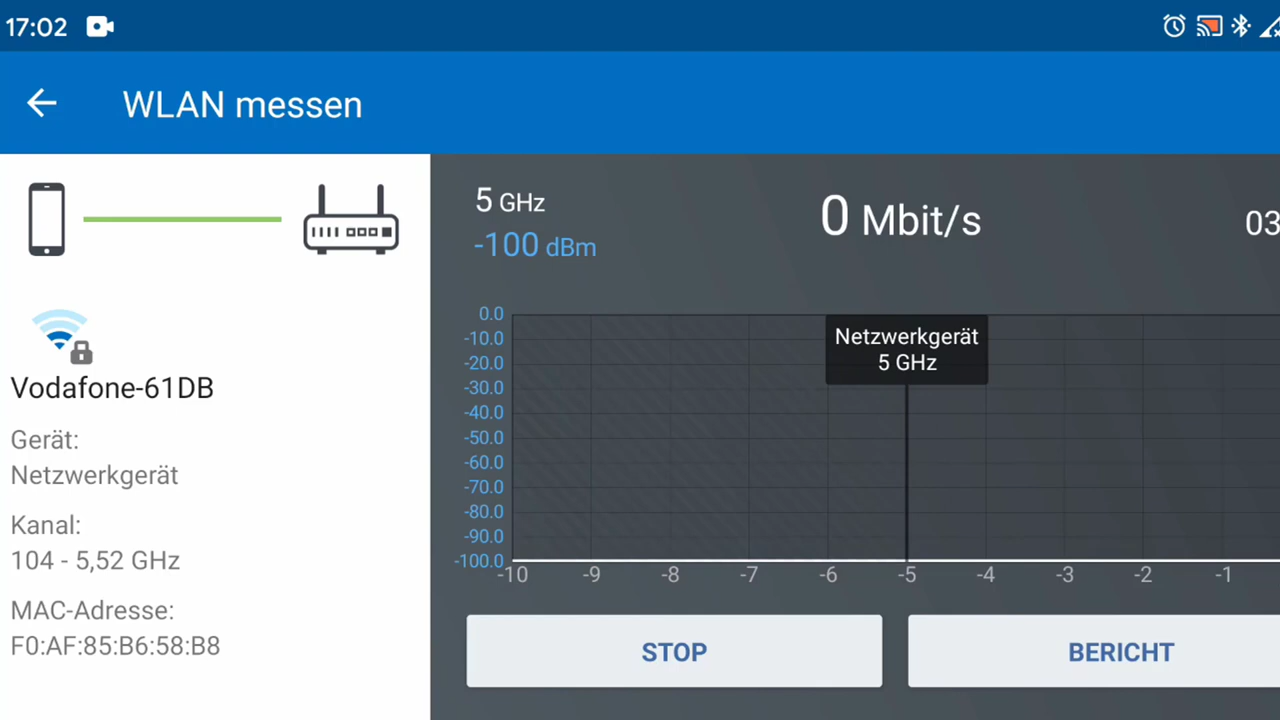 17:02
WLAN messen
Vodafone-61DB
Gerät:
Netzwerkgerät
Kanal:
104 - 5,52 GHz
MAC-Adresse:
F0:AF:85:B6:58:B8
5 GHz
-100 dBm
0 Mbit/s
03
Netzwerkgerät
5 GHz
0.0
-10.0
-20.0
-30.0
-40.0
-50.0
-60.0
-70.0
-80.0
-90.0
-100.0
-10 -9 -8 -7 -6 -5 -4 -3 -2 -1
STOP
BERICHT